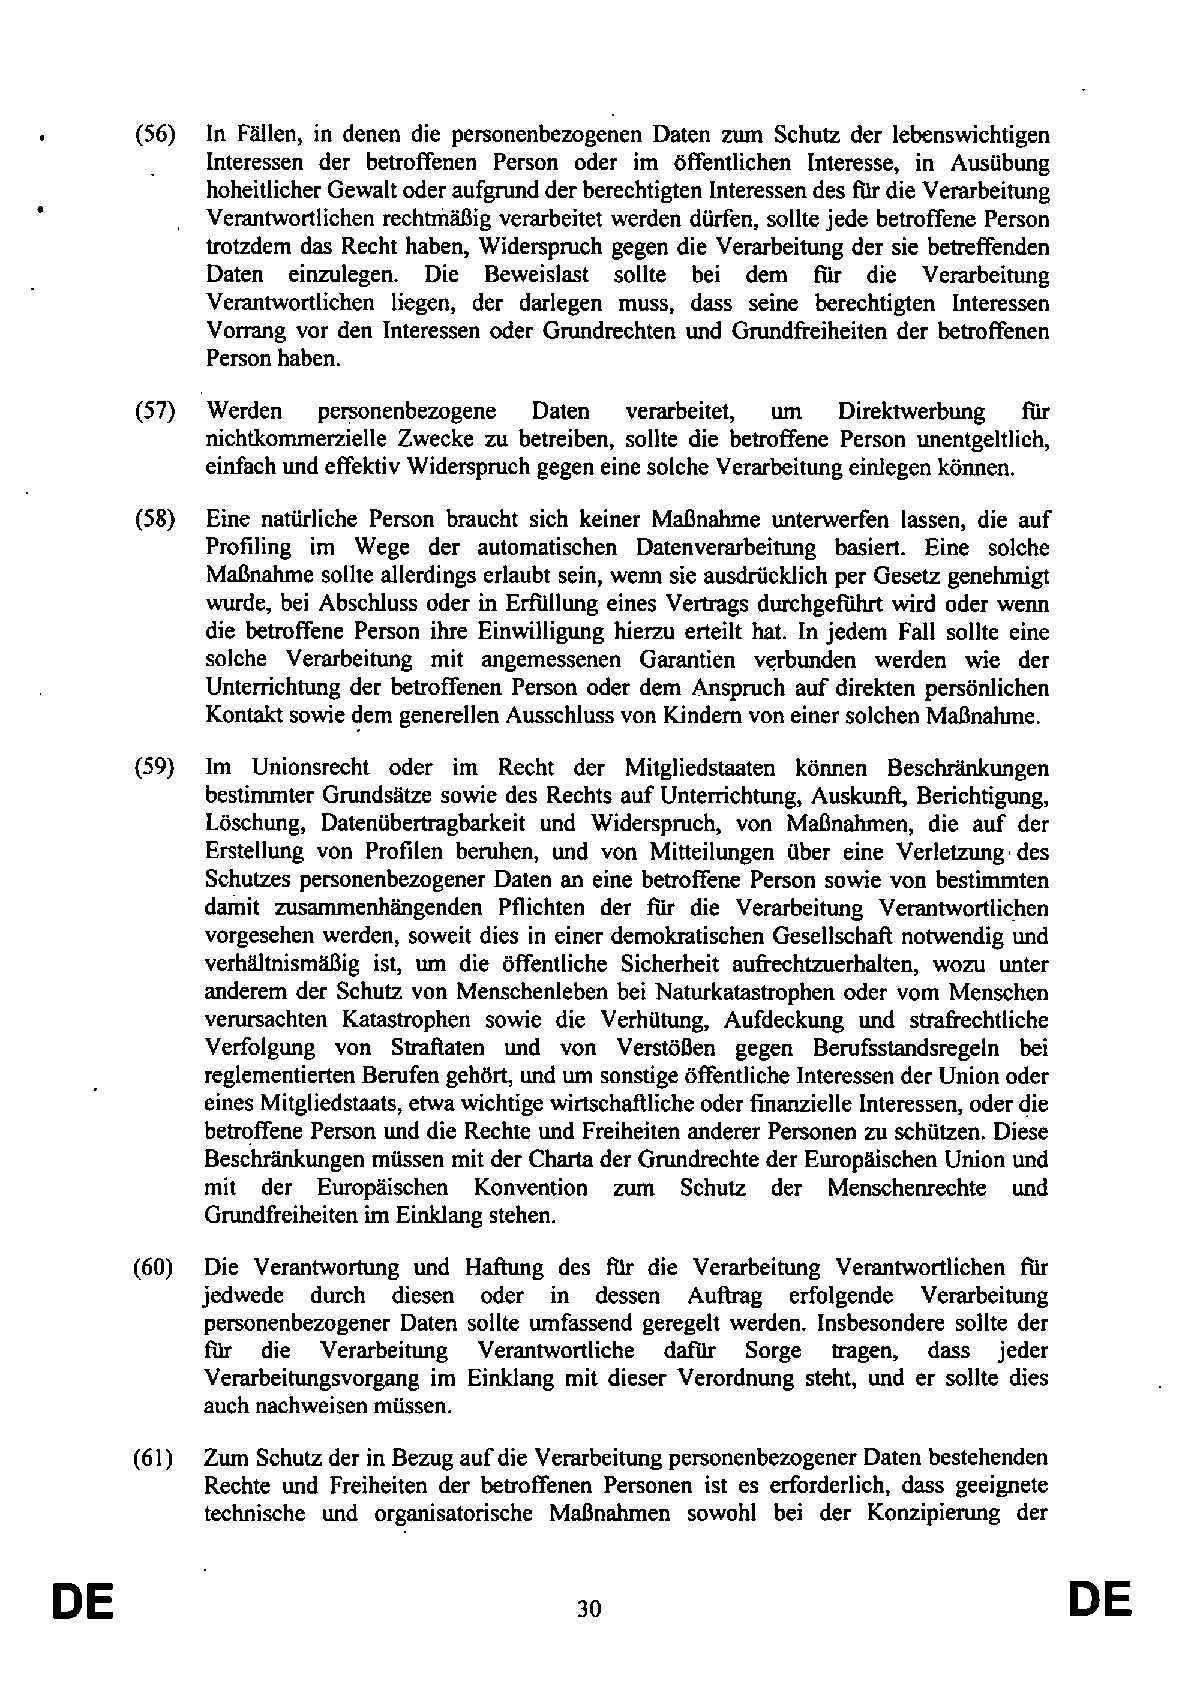 (56) In Fällen, in denen die personenbezogenen Daten zum Schutz der lebenswichtigen
Interessen der betroffenen Person oder im öffentlichen Interesse, in Ausübung
hoheitlicher Gewalt oder aufgrund der berechtigten Interessen des für die Verarbeitung
Verantwortlichen rechtmäßig verarbeitet werden dürfen, sollte jede betroffene Person
trotzdem das Recht haben, Widerspruch gegen die Verarbeitung der sie betreffenden
Daten einzulegen. Die Beweislast sollte bei dem für die Verarbeitung
Verantwortlichen liegen, der darlegen muss, dass seine berechtigten Interessen
Vorrang vor den Interessen oder Grundrechten und Grundfreiheiten der betroffenen
Person haben.
(57) Werden personenbezogene Daten verarbeitet, um Direktwerbung für
nichtkommerzielle Zwecke zu betreiben, sollte die betroffene Person unentgeltlich,
einfach und effektiv Widerspruch gegen eine solche Verarbeitung einlegen können.
(58) Eine natürliche Person braucht sich keiner Maßnahme unterwerfen lassen, die auf
Profiling im Wege der automatischen Datenverarbeitung basiert. Eine solche
Maßnahme sollte allerdings erlaubt sein, wenn sie ausdrücklich per Gesetz genehmigt
wurde, bei Abschluss oder in Erfüllung eines Vertrags durchgeführt wird oder wenn
die betroffene Person ihre Einwilligung hierzu erteilt hat. In jedem Fall sollte eine
solche Verarbeitung mit angemessenen Garantien verbunden werden wie der
Unterrichtung der betroffenen Person oder dem Anspruch auf direkten persönlichen
Kontakt sowie dem generellen Ausschluss von Kindern von einer solchen Maßnahme.
(59) Im Unionsrecht oder im Recht der Mitgliedstaaten können Beschränkungen
bestimmter Grundsätze sowie des Rechts auf Unterrichtung, Auskunft, Berichtigung,
Löschung, Datenübertragbarkeit und Widerspruch, von Maßnahmen, die auf der
Erstellung von Profilen beruhen, und von Mitteilungen über eine Verletzung des
Schutzes personenbezogener Daten an eine betroffene Person sowie von bestimmten
damit zusammenhängenden Pflichten der für die Verarbeitung Verantwortlichen
vorgesehen werden, soweit dies in einer demokratischen Gesellschaft notwendig und
verhältnismäßig ist, um die öffentliche Sicherheit aufrechtzuerhalten, wozu unter
anderem der Schutz von Menschenleben bei Naturkatastrophen oder vom Menschen
verursachten Katastrophen sowie die Verhütung, Aufdeckung und strafrechtliche
Verfolgung von Straftaten und von Verstößen gegen Berufsstandsregeln bei
reglementierten Berufen gehört, und um sonstige öffentliche Interessen der Union oder
eines Mitgliedstaats, etwa wichtige wirtschaftliche oder finanzielle Interessen, oder die
betroffene Person und die Rechte und Freiheiten anderer Personen zu schützen. Diese
Beschränkungen müssen mit der Charta der Grundrechte der Europäischen Union und
mit der Europäischen Konvention zum Schutz der Menschenrechte und
Grundfreiheiten im Einklang stehen.
(60) Die Verantwortung und Haftung des für die Verarbeitung Verantwortlichen für
jedwede durch diesen oder in dessen Auftrag erfolgende Verarbeitung
personenbezogener Daten sollte umfassend geregelt werden. Insbesondere sollte der
für die Verarbeitung Verantwortliche dafür Sorge tragen, dass jeder
Verarbeitungsvorgang im Einklang mit dieser Verordnung steht, und er sollte dies
auch nachweisen müssen.
(61) Zum Schutz der in Bezug auf die Verarbeitung personenbezogener Daten bestehenden
Rechte und Freiheiten der betroffenen Personen ist es erforderlich, dass geeignete
technische und organisatorische Maßnahmen sowohl bei der Konzipierung der
DE 30 DE